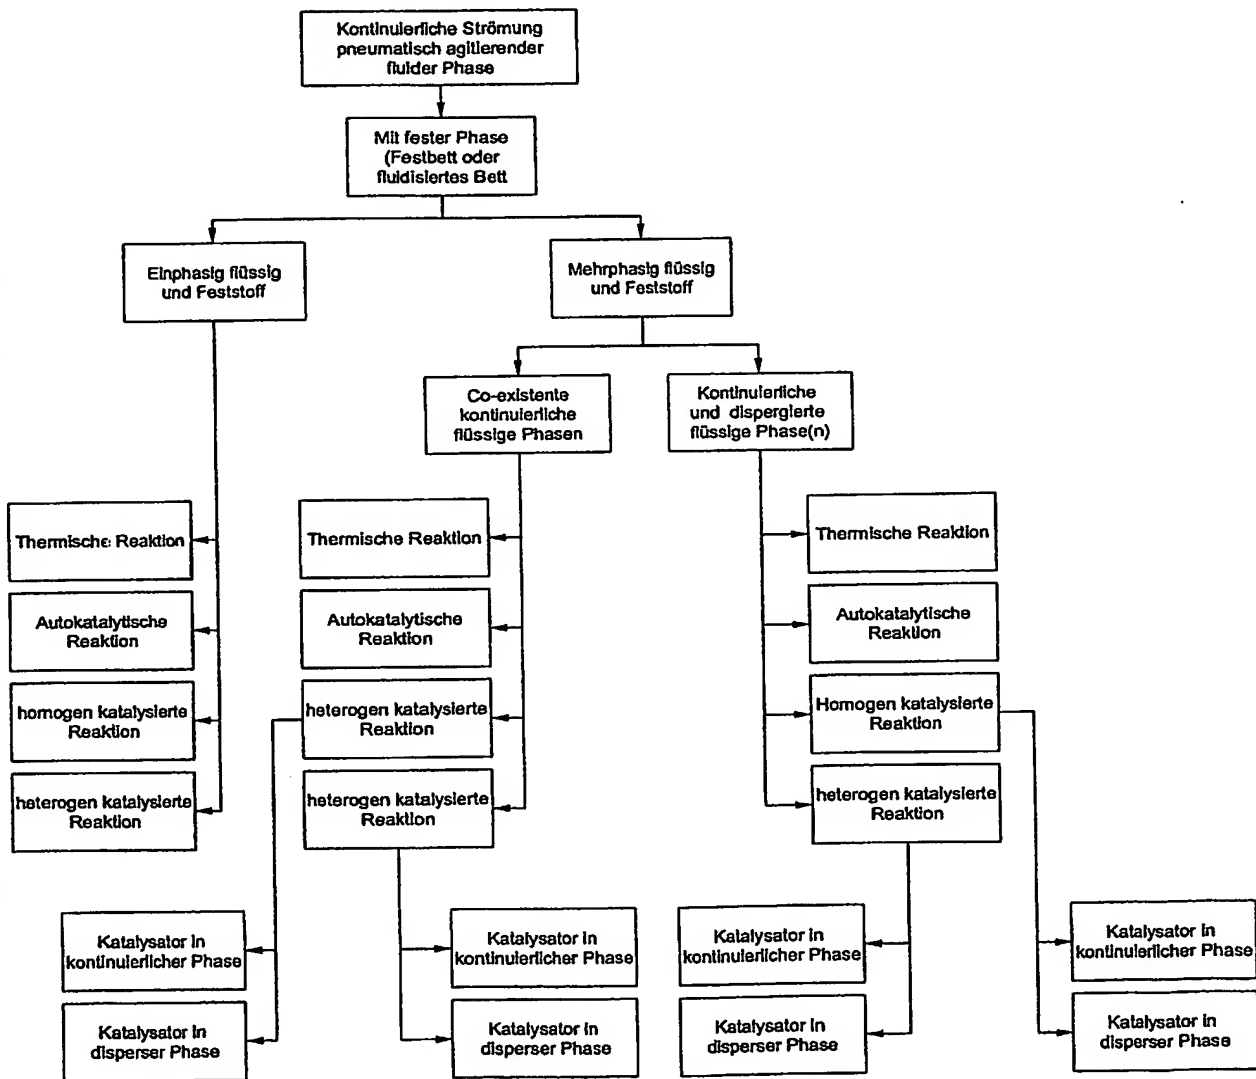 Kontinuierliche Strömung
pneumatisch agitierender
fluider Phase
Mit fester Phase
(Festbett oder
fluidisiertes Bett
Einphasig flüssig
und Feststoff
Mehrphasig flüssig
und Feststoff
Co-existente
kontinuierliche
flüssige Phasen
Kontinuierliche
und dispergierte
flüssige Phase(n)
Thermische Reaktion
Autokatalytische
Reaktion
homogen katalysierte
Reaktion
heterogen katalysierte
Reaktion
Thermische Reaktion
Autokatalytische
Reaktion
heterogen katalysierte
Reaktion
heterogen katalysierte
Reaktion
Thermische Reaktion
Autokatalytische
Reaktion
Homogen katalysierte
Reaktion
heterogen katalysierte
Reaktion
Katalysator in
kontinuierlicher Phase
Katalysator in
disperser Phase
Katalysator in
kontinuierlicher Phase
Katalysator in
disperser Phase
Katalysator in
kontinuierlicher Phase
Katalysator in
disperser Phase
Katalysator in
kontinuierlicher Phase
Katalysator in
disperser Phase